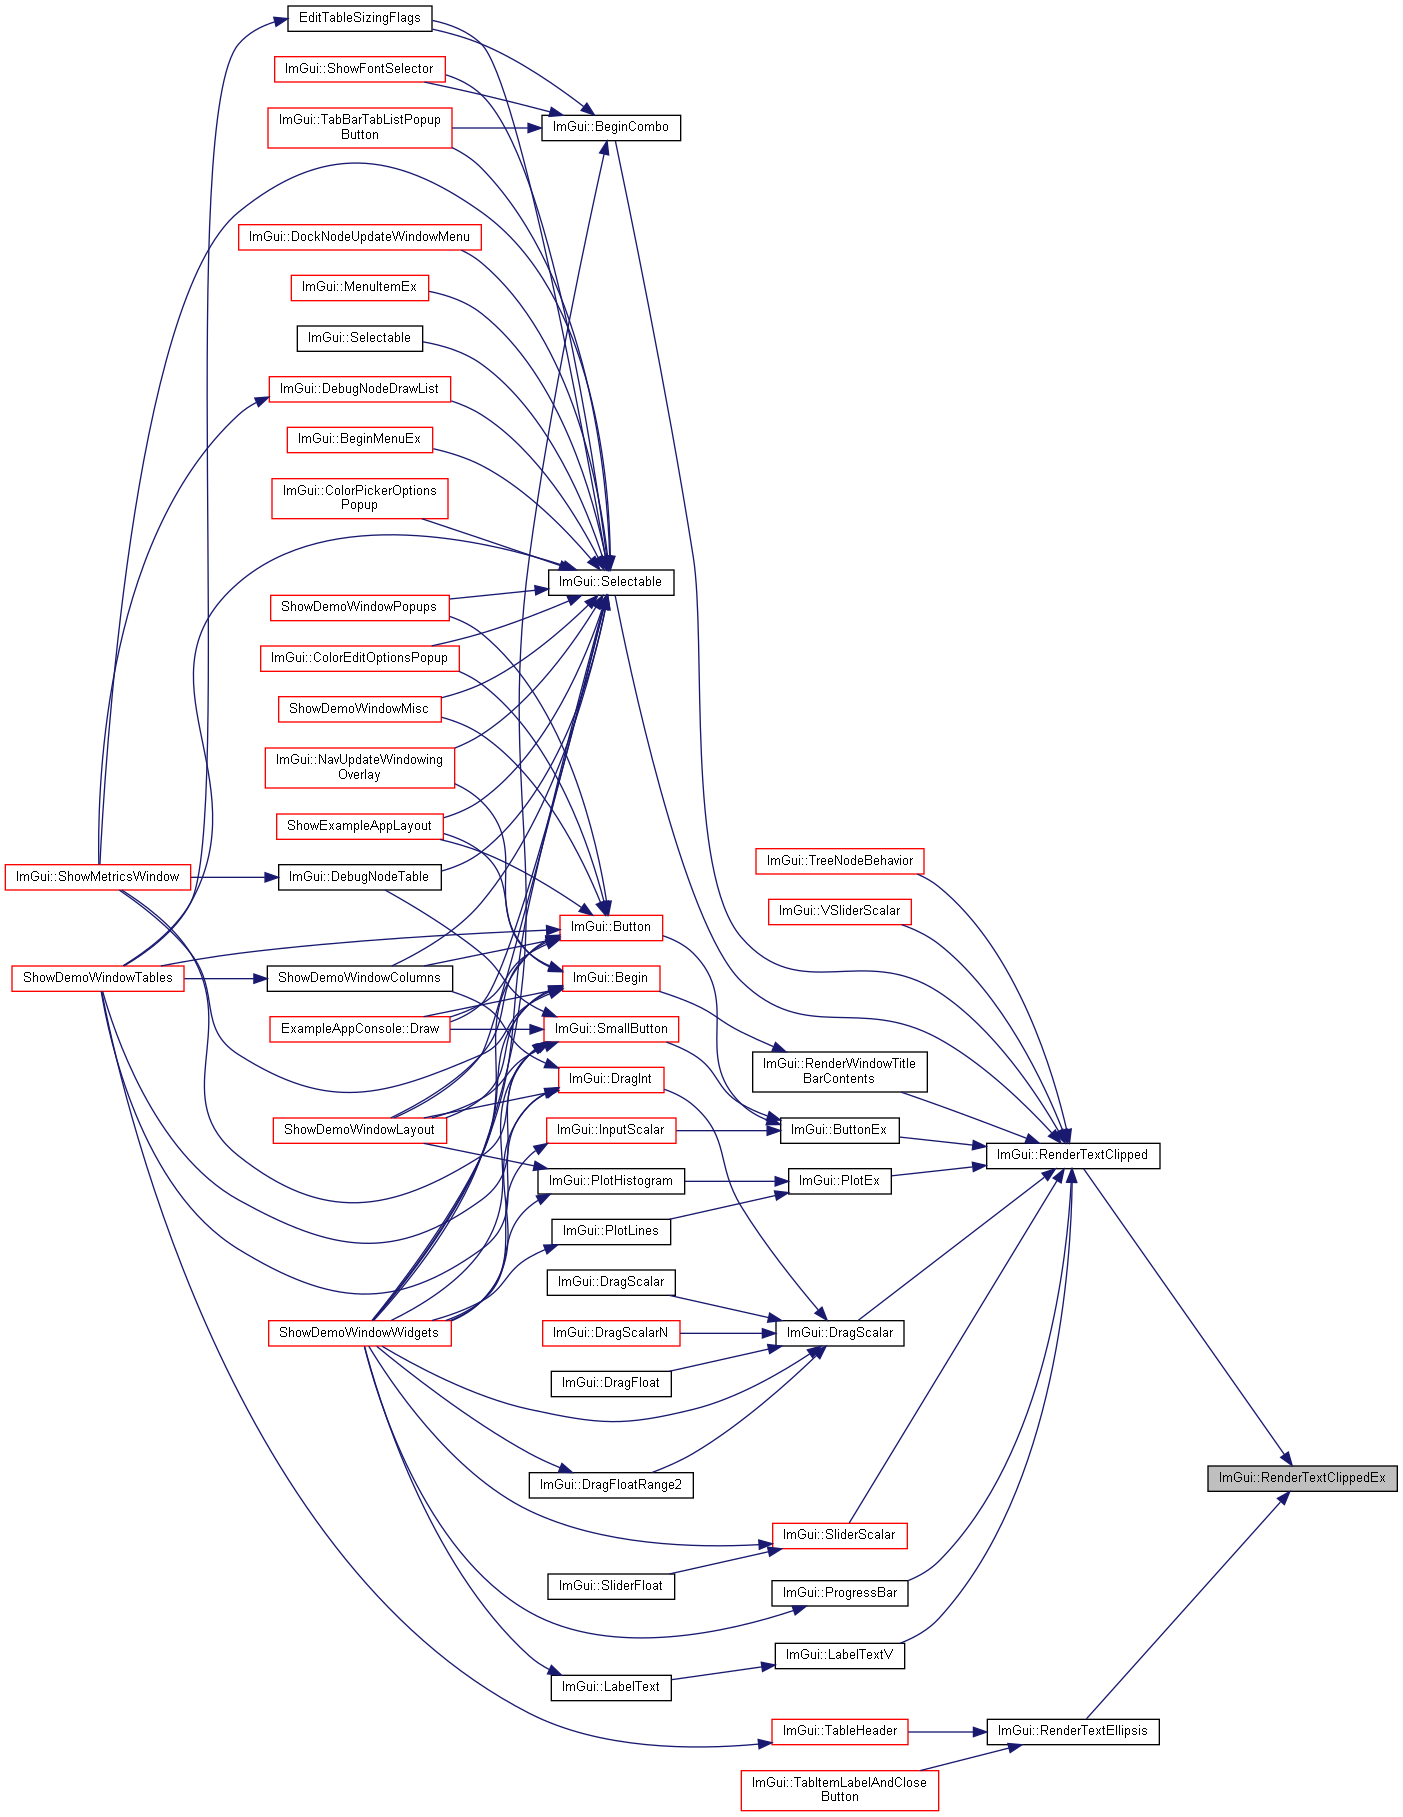 EditTableSizingFlags
ImGui::ShowFontSelector
ImGui::TabBarTabListPopup
Button
ImGui::BeginCombo
ImGui::DockNodeUpdateWindowMenu
ImGui::MenuItemEx
ImGui::Selectable
ImGui::DebugNodeDrawList
ImGui::BeginMenuEx
ImGui::ColorPickerOptions
Popup
ImGui::Selectable
ShowDemoWindowPopups
ImGui::ColorEditOptionsPopup
ShowDemoWindowMisc
ImGui::NavUpdateWindowing
Overlay
ShowExampleAppLayout
ImGui::TreeNodeBehavior
ImGui::ShowMetricsWindow
ImGui::DebugNodeTable
ImGui::VSliderScalar
ImGui::Button
ShowDemoWindowTables
ShowDemoWindowColumns
ImGui::Begin
ExampleAppConsole::Draw
ImGui::SmallButton
ImGui::RenderWindowTitle
BarContents
ImGui::DragInt
ShowDemoWindowLayout
ImGui::InputScalar
ImGui::ButtonEx
ImGui::RenderTextClipped
ImGui::PlotHistogram
ImGui::PlotEx
ImGui::PlotLines
ImGui::DragScalar
ShowDemoWindowWidgets
ImGui::DragScalarN
ImGui::DragScalar
ImGui::DragFloat
ImGui::DragFloatRange2
ImGui::RenderTextClippedEx
ImGui::SliderScalar
ImGui::SliderFloat
ImGui::ProgressBar
ImGui::LabelTextV
ImGui::LabelText
ImGui::TableHeader
ImGui::RenderTextEllipsis
ImGui::TabItemLabelAndClose
Button